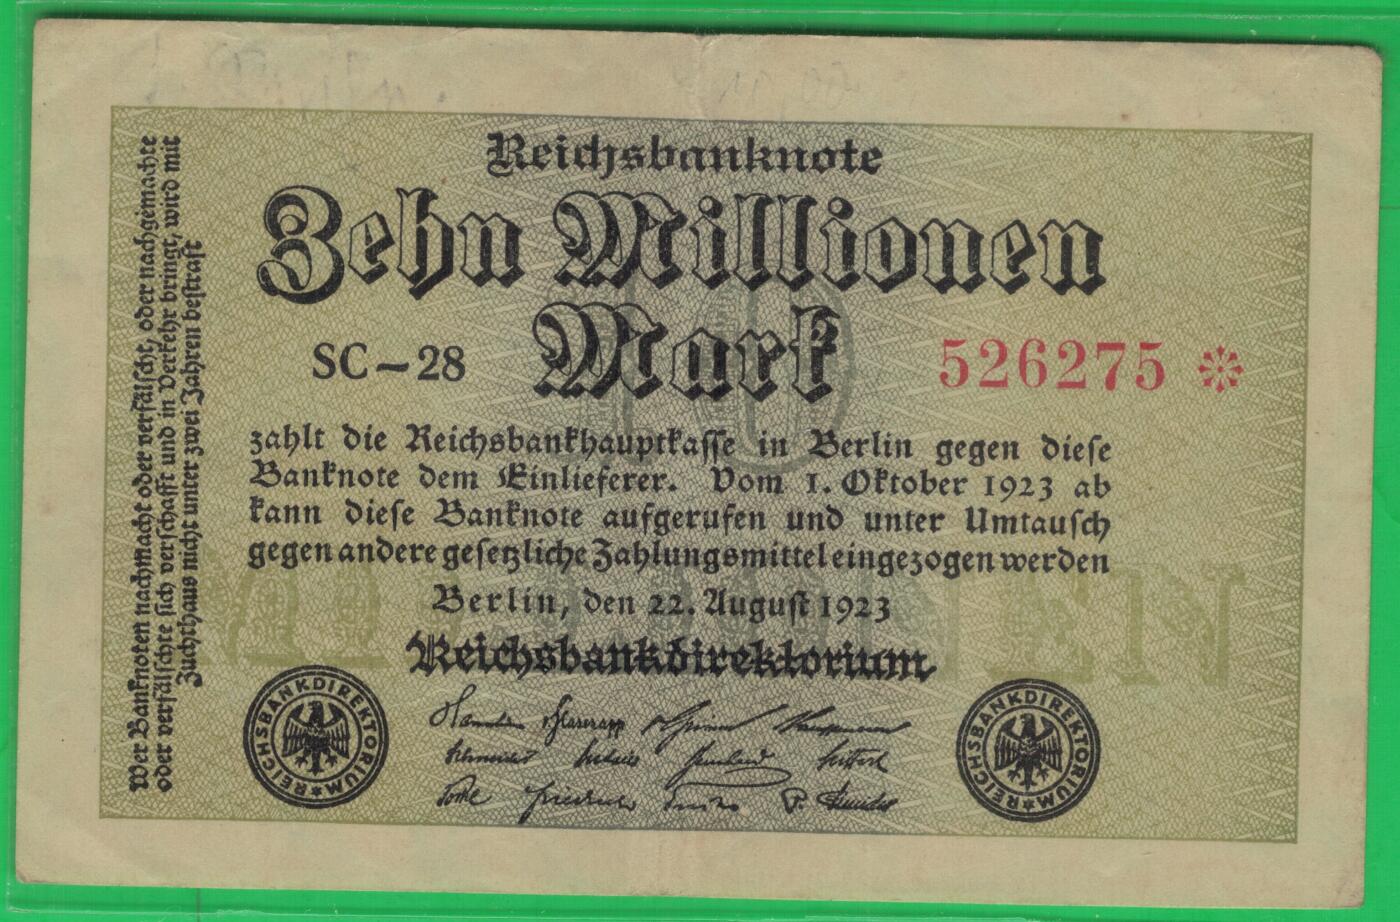 Reichsbanknote
Zehn Millionen
Mark
SC-28
526275 *
zahlt die Reichsbankhauptkasse in Berlin gegen diese
Banknote dem Einlieferer. Vom 1. Oktober 1923 ab
kann diese Banknote aufgerufen und unter Umtausch
gegen andere gesetzliche Zahlungsmittel eingezogen werden
Berlin, den 22. August 1923
Reichsbankdirektorium
REICHSBANKDIREKTORIUM
REICHSBANKDIREKTORIUM
Wer Banknoten nachmacht oder verfälscht, oder nachgemachte
oder verfälschte sich verschafft und in Verkehr bringt, wird mit
Zuchthaus nicht unter zwei Jahren bestraft
10